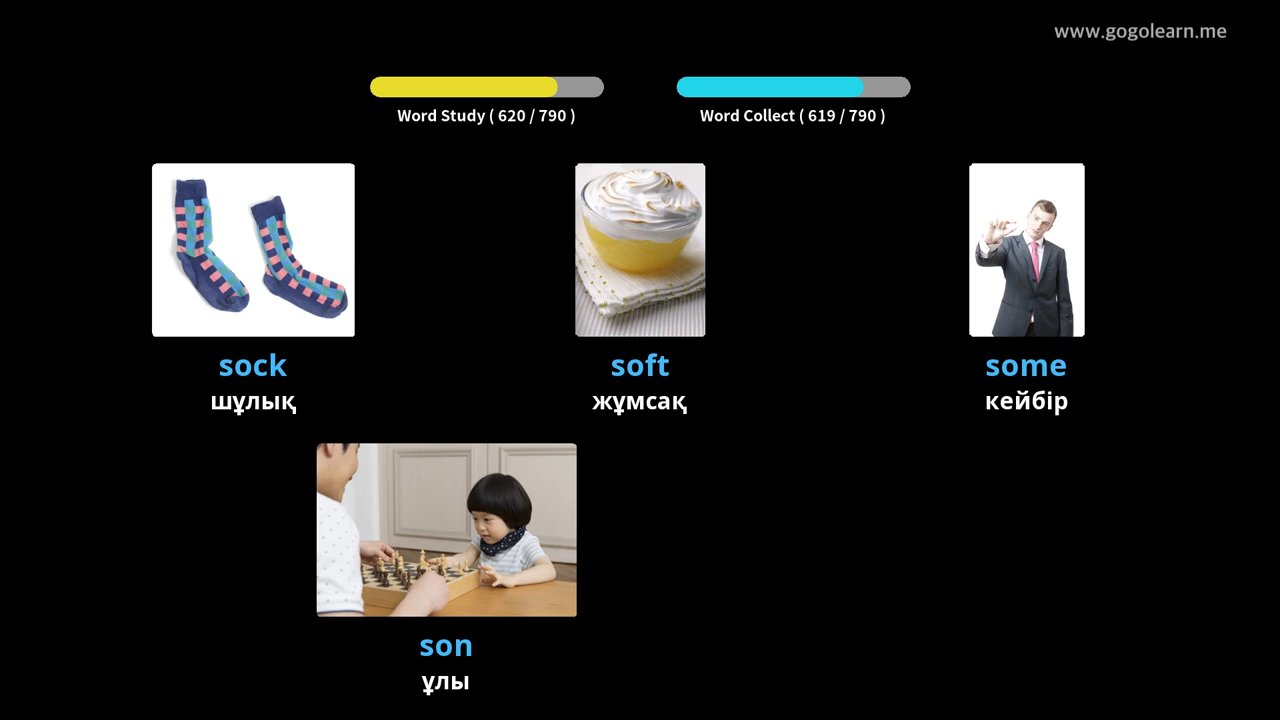 www.gogolearn.me
Word Study ( 620 / 790 )
Word Collect ( 619 / 790 )
sock
шұлық
soft
жұмсақ
some
кейбір
son
ұлы